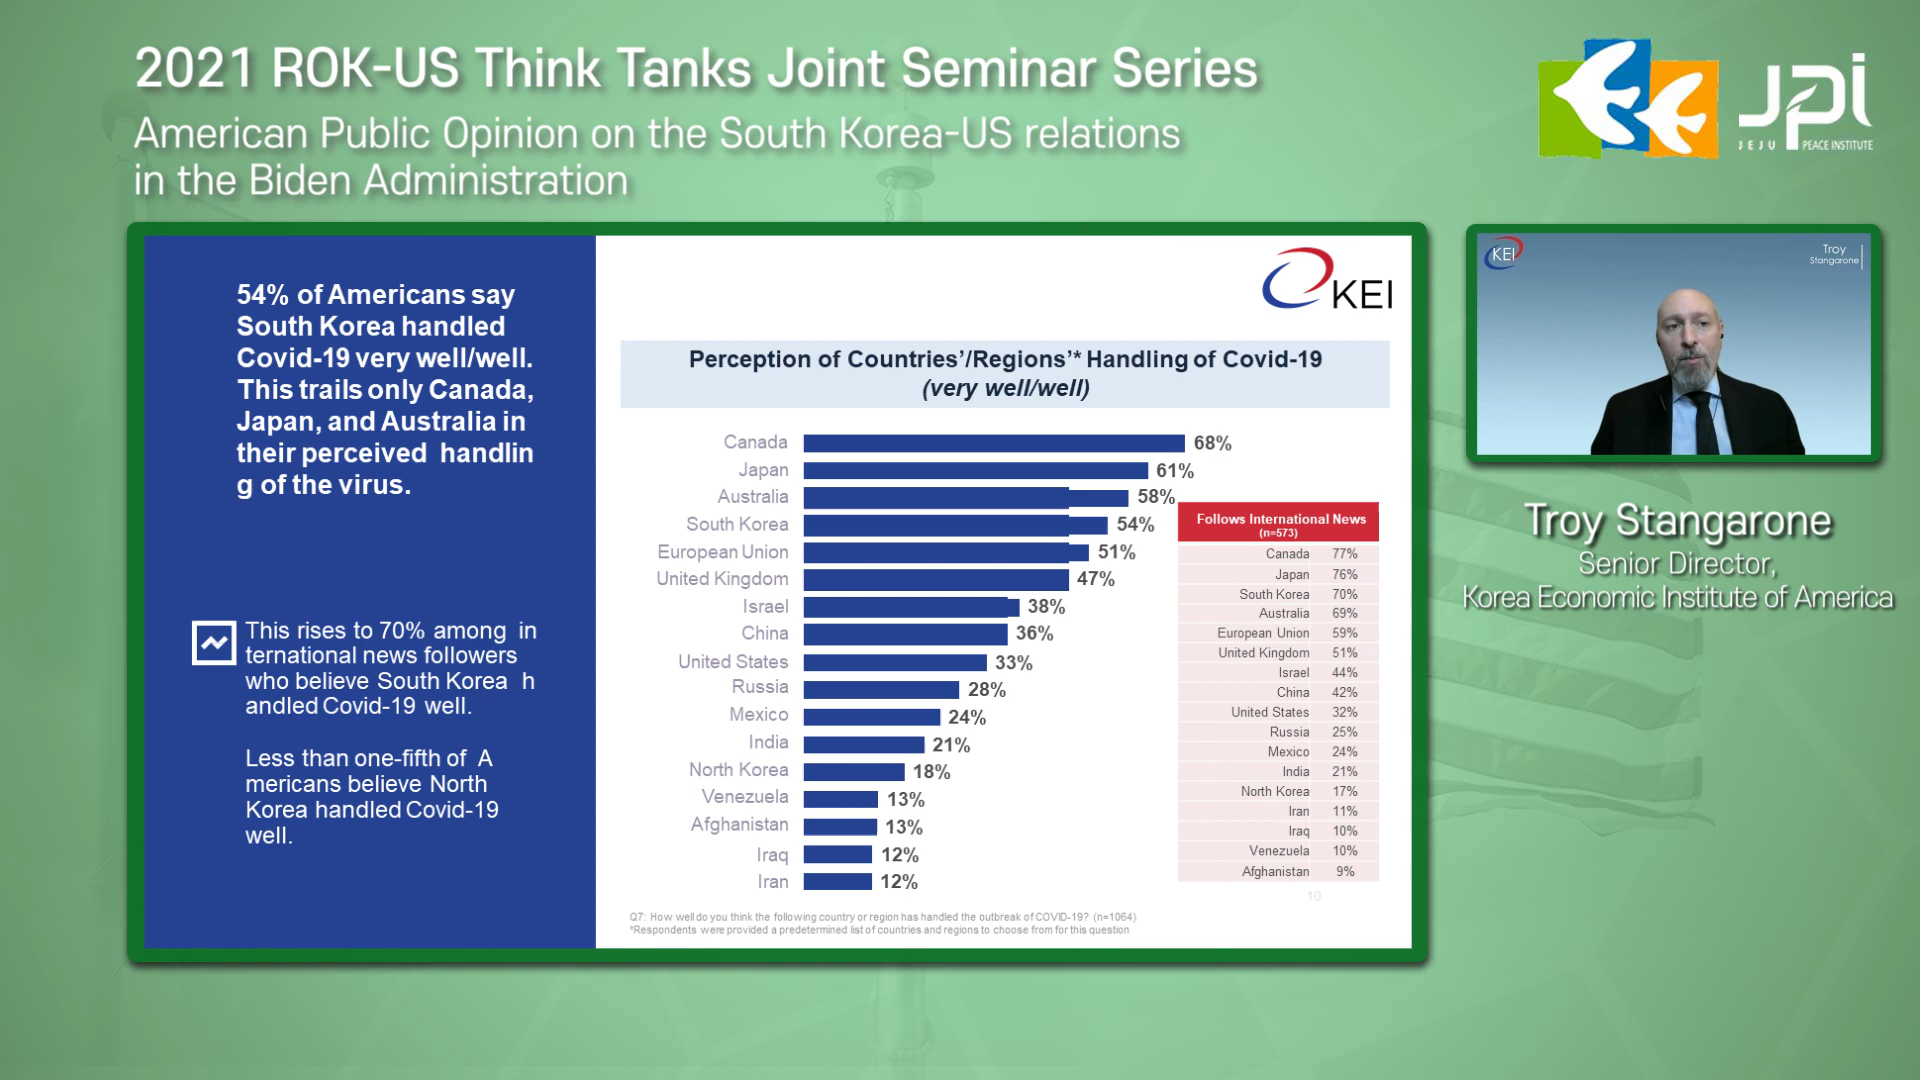 2021 ROK-US Think Tanks Joint Seminar Series
American Public Opinion on the South Korea-US relations
in the Biden Administration
JPI
JEJU PEACE INSTITUTE
54% of Americans say
South Korea handled
Covid-19 very well/well.
This trails only Canada,
Japan, and Australia in
their perceived handlin
g of the virus.
This rises to 70% among in
ternational news followers
who believe South Korea h
andled Covid-19 well.
Less than one-fifth of A
mericans believe North
Korea handled Covid-19
well.
KEI
Perception of Countries'/Regions'* Handling of Covid-19
(very well/well)
Canada 68%
Japan 61%
Australia 58%
South Korea 54%
European Union 51%
United Kingdom 47%
Israel 38%
China 36%
United States 33%
Russia 28%
Mexico 24%
India 21%
North Korea 18%
Venezuela 13%
Afghanistan 13%
Iraq 12%
Iran 12%
Follows International News
(n=573)
Canada 77%
Japan 76%
South Korea 70%
Australia 69%
European Union 59%
United Kingdom 51%
Israel 44%
China 42%
United States 32%
Russia 25%
Mexico 24%
India 21%
North Korea 17%
Iran 11%
Iraq 10%
Venezuela 10%
Afghanistan 9%
10
Q7: How well do you think the following country or region has handled the outbreak of COVID-19? (n=1064)
*Respondents were provided a predetermined list of countries and regions to choose from for this question
KEI
Troy
Stangarone
Troy Stangarone
Senior Director,
Korea Economic Institute of America